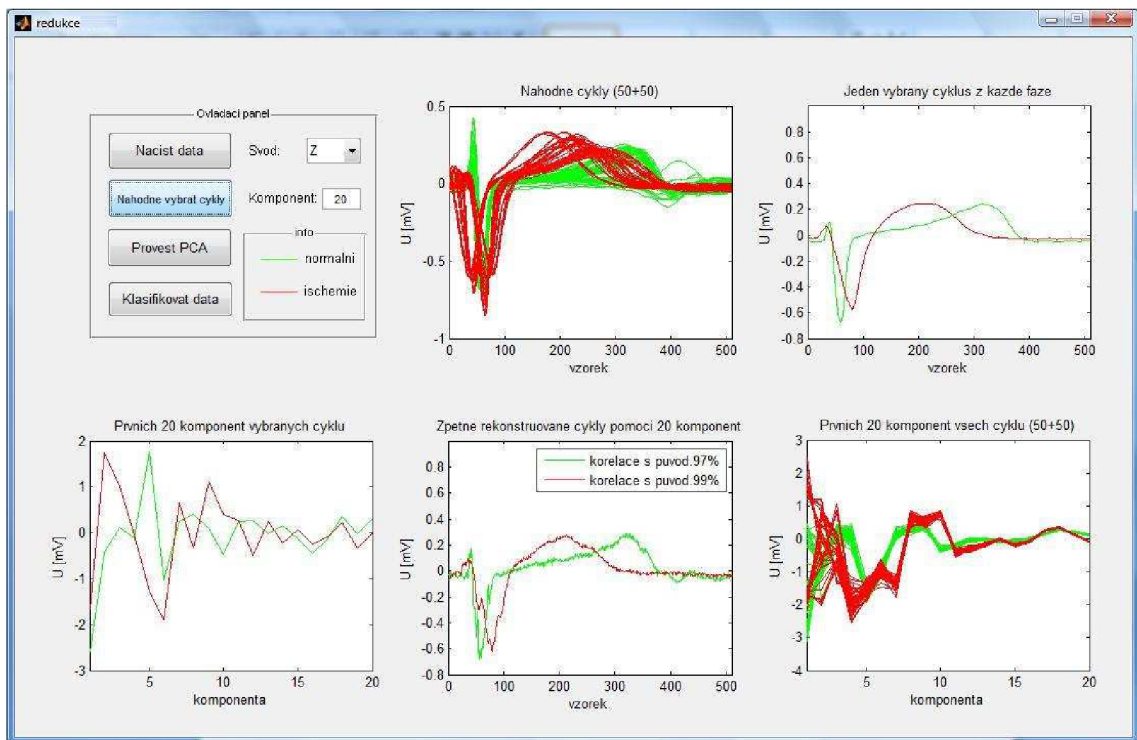 redukce
Ovladaci panel
Nacist data
Svod:
Z
Nahodne vybrat cykly
Komponent:
20
Provest PCA
info
normalni
ischemie
Klasifikovat data
Nahodne cykly (50+50)
0.5
0
-0.5
-1
U [mV]
0 100 200 300 400 500
vzorek
Jeden vybrany cyklus z kazde faze
0.8
0.6
0.4
0.2
0
-0.2
-0.4
-0.6
-0.8
U [mV]
0 100 200 300 400 500
vzorek
Prvnich 20 komponent vybranych cyklu
2
1
0
-1
-2
-3
U [mV]
5 10 15 20
komponenta
Zpetne rekonstruovane cykly pomoci 20 komponent
korelace s puvod.97%
korelace s puvod.99%
0.8
0.6
0.4
0.2
0
-0.2
-0.4
-0.6
-0.8
U [mV]
0 100 200 300 400 500
vzorek
Prvnich 20 komponent vsech cyklu (50+50)
3
2
1
0
-1
-2
-3
-4
U [mV]
5 10 15 20
komponenta